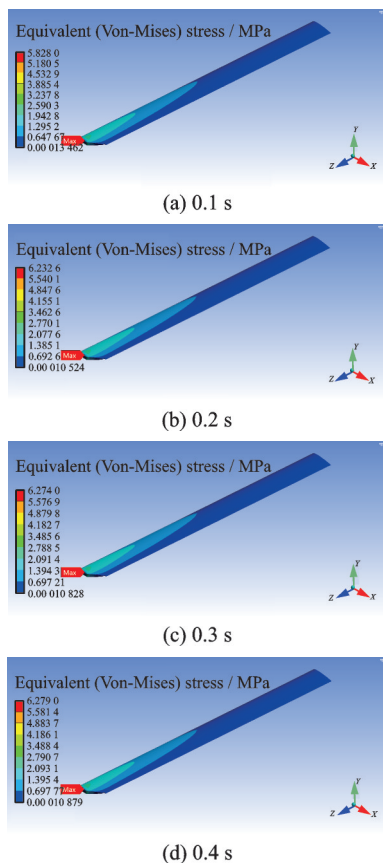 Equivalent (Von-Mises) stress / MPa
5.828 0
5.180 5
4.532 9
3.885 4
3.237 8
2.590 3
1.942 8
1.295 2
0.647 67
Max
0.00 013 462
Y
Z
X
(a) 0.1 s
Equivalent (Von-Mises) stress / MPa
6.232 6
5.540 1
4.847 6
4.155 1
3.462 6
2.770 1
2.077 6
1.385 1
0.692 6
Max
0.00 010 524
Y
Z
X
(b) 0.2 s
Equivalent (Von-Mises) stress / MPa
6.274 0
5.576 9
4.879 8
4.182 7
3.485 6
2.788 5
2.091 4
1.394 3
0.697 21
Max
0.00 010 828
Y
Z
X
(c) 0.3 s
Equivalent (Von-Mises) stress / MPa
6.279 0
5.581 4
4.883 7
4.186 1
3.488 4
2.790 7
2.093 1
1.395 4
0.697 77
Max
0.00 010 879
Y
Z
X
(d) 0.4 s